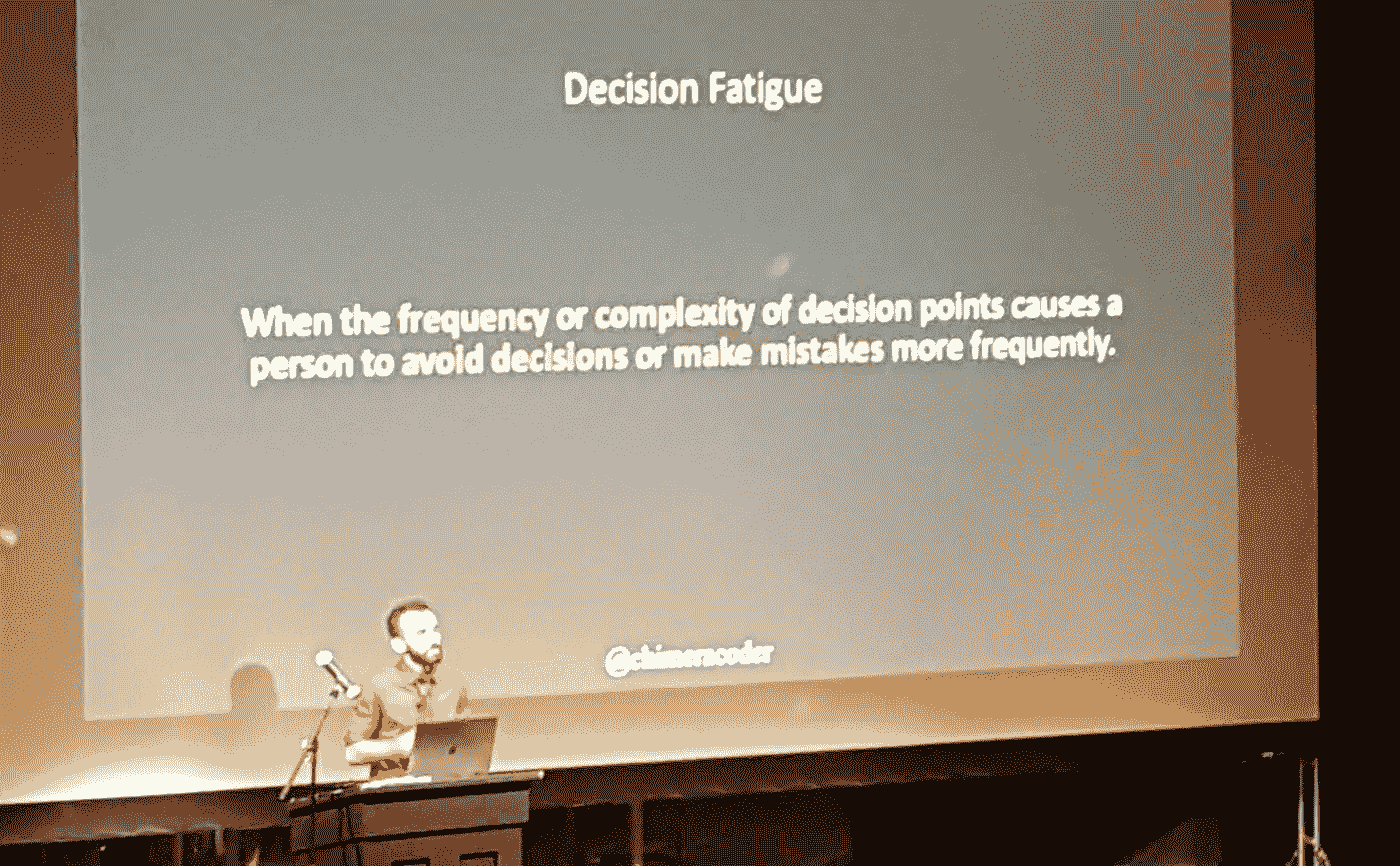 Decision Fatigue
When the frequency or complexity of decision points causes a
person to avoid decisions or make mistakes more frequently.
@chimeracoder